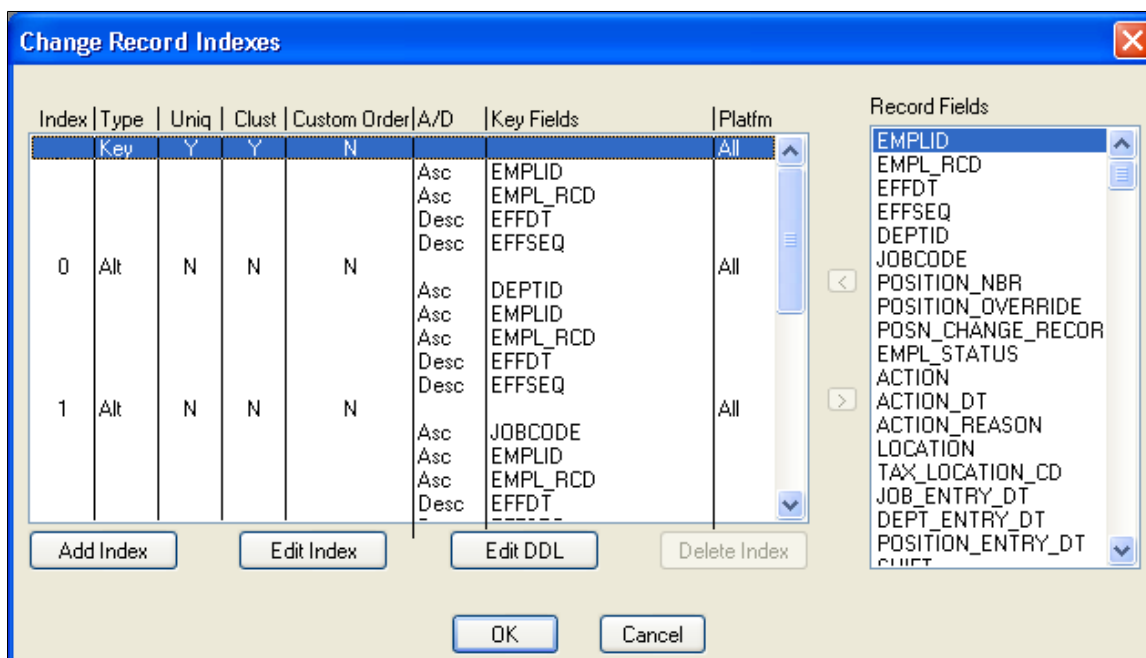 Change Record Indexes
Index Type Uniq Clust Custom Order A/D Key Fields Platfm
Key Y Y N All
Asc EMPLID
Asc EMPL_RCD
Desc EFFDT
Desc EFFSEQ
0 Alt N N N All
Asc DEPTID
Asc EMPLID
Asc EMPL_RCD
Desc EFFDT
Desc EFFSEQ
1 Alt N N N All
Asc JOBCODE
Asc EMPLID
Asc EMPL_RCD
Desc EFFDT
Record Fields
EMPLID
EMPL_RCD
EFFDT
EFFSEQ
DEPTID
JOBCODE
POSITION_NBR
POSITION_OVERRIDE
POSN_CHANGE_RECOR
EMPL_STATUS
ACTION
ACTION_DT
ACTION_REASON
LOCATION
TAX_LOCATION_CD
JOB_ENTRY_DT
DEPT_ENTRY_DT
POSITION_ENTRY_DT
<
>
Add Index Edit Index Edit DDL Delete Index
OK Cancel